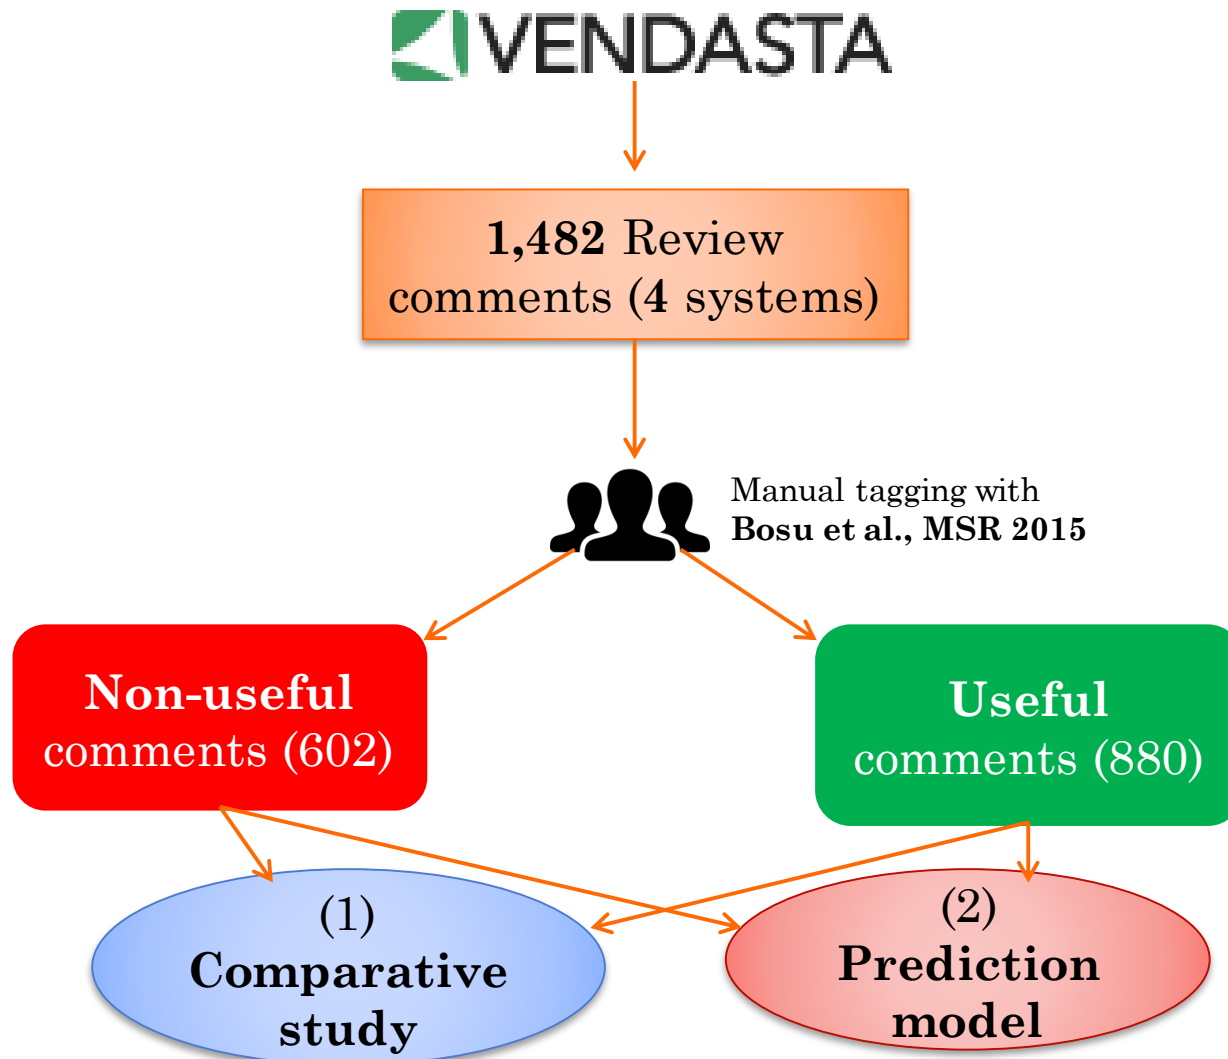 VENDASTA
1,482 Review
comments (4 systems)
Manual tagging with
Bosu et al., MSR 2015
Non-useful
comments (602)
Useful
comments (880)
(1)
Comparative
study
(2)
Prediction
model